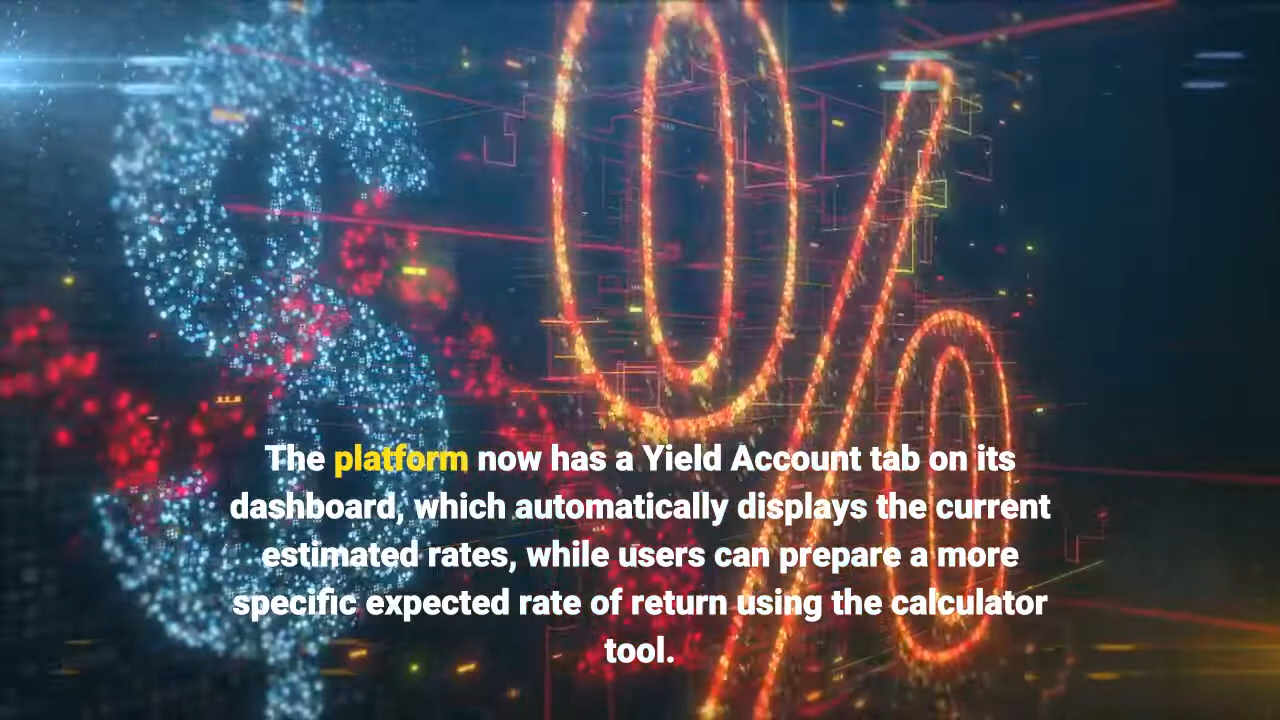 The platform now has a Yield Account tab on its
dashboard, which automatically displays the current
estimated rates, while users can prepare a more
specific expected rate of return using the calculator
tool.